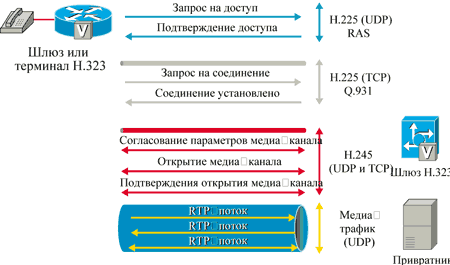 Запрос на доступ
Подтверждение доступа
H.225 (UDP)
RAS
Шлюз или
терминал H.323
Запрос на соединение
Соединение установлено
H.225 (TCP)
Q.931
Согласование параметров медиа□канала
Открытие медиа□канала
Подтверждения открытия медиа□канала
H.245
(UDP и TCP)
Шлюз H.323
RTP□ поток
RTP□ поток
RTP□ поток
Медиа□
трафик
(UDP)
Привратник